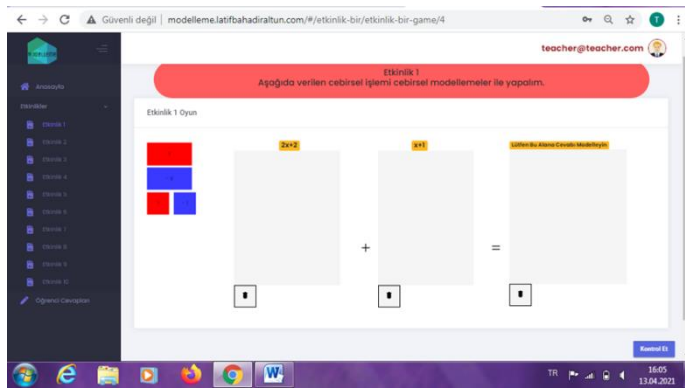 Güvenli değil | modelleme.latifbahadiraltun.com/#/etkinlik-bir/etkinlik-bir-game/4
teacher@teacher.com
Etkinlik 1
Aşağıda verilen cebirsel işlemi cebirsel modellemeler ile yapalım.
Anasayfa
Etkinlikler
Etkinlik 1
Etkinlik 2
Etkinlik 3
Etkinlik 4
Etkinlik 5
Etkinlik 6
Etkinlik 7
Etkinlik 8
Etkinlik 9
Etkinlik 10
Öğrenci Cevapları
Etkinlik 1 Oyun
2x+2
x+1
Lütfen Bu Alana Cevabı Modelleyin
+
=
Kontrol Et
TR
16:05
13.04.2021